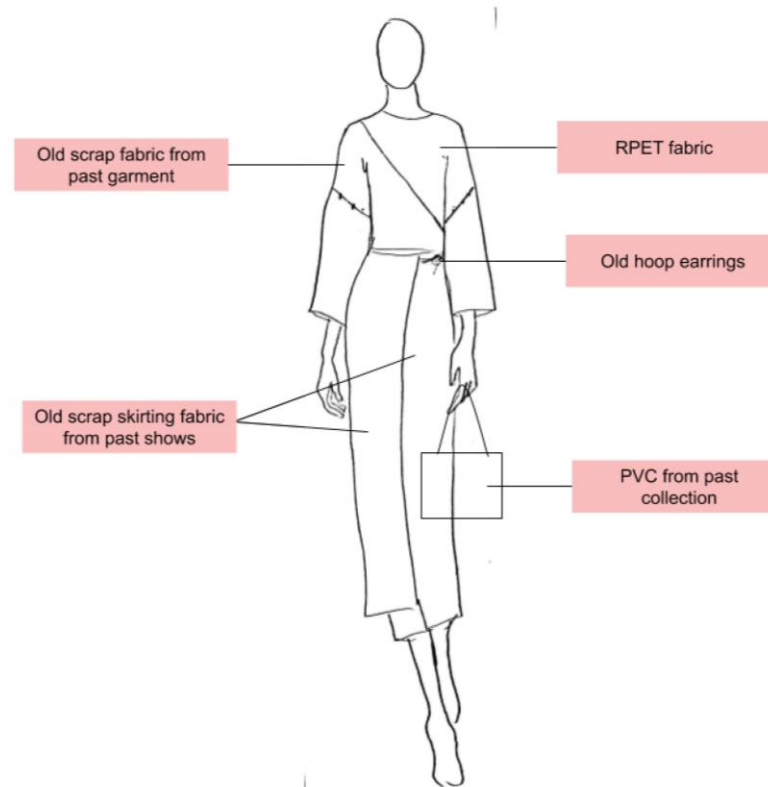 Old scrap fabric from
past garment
RPET fabric
Old hoop earrings
Old scrap skirting fabric
from past shows
PVC from past
collection